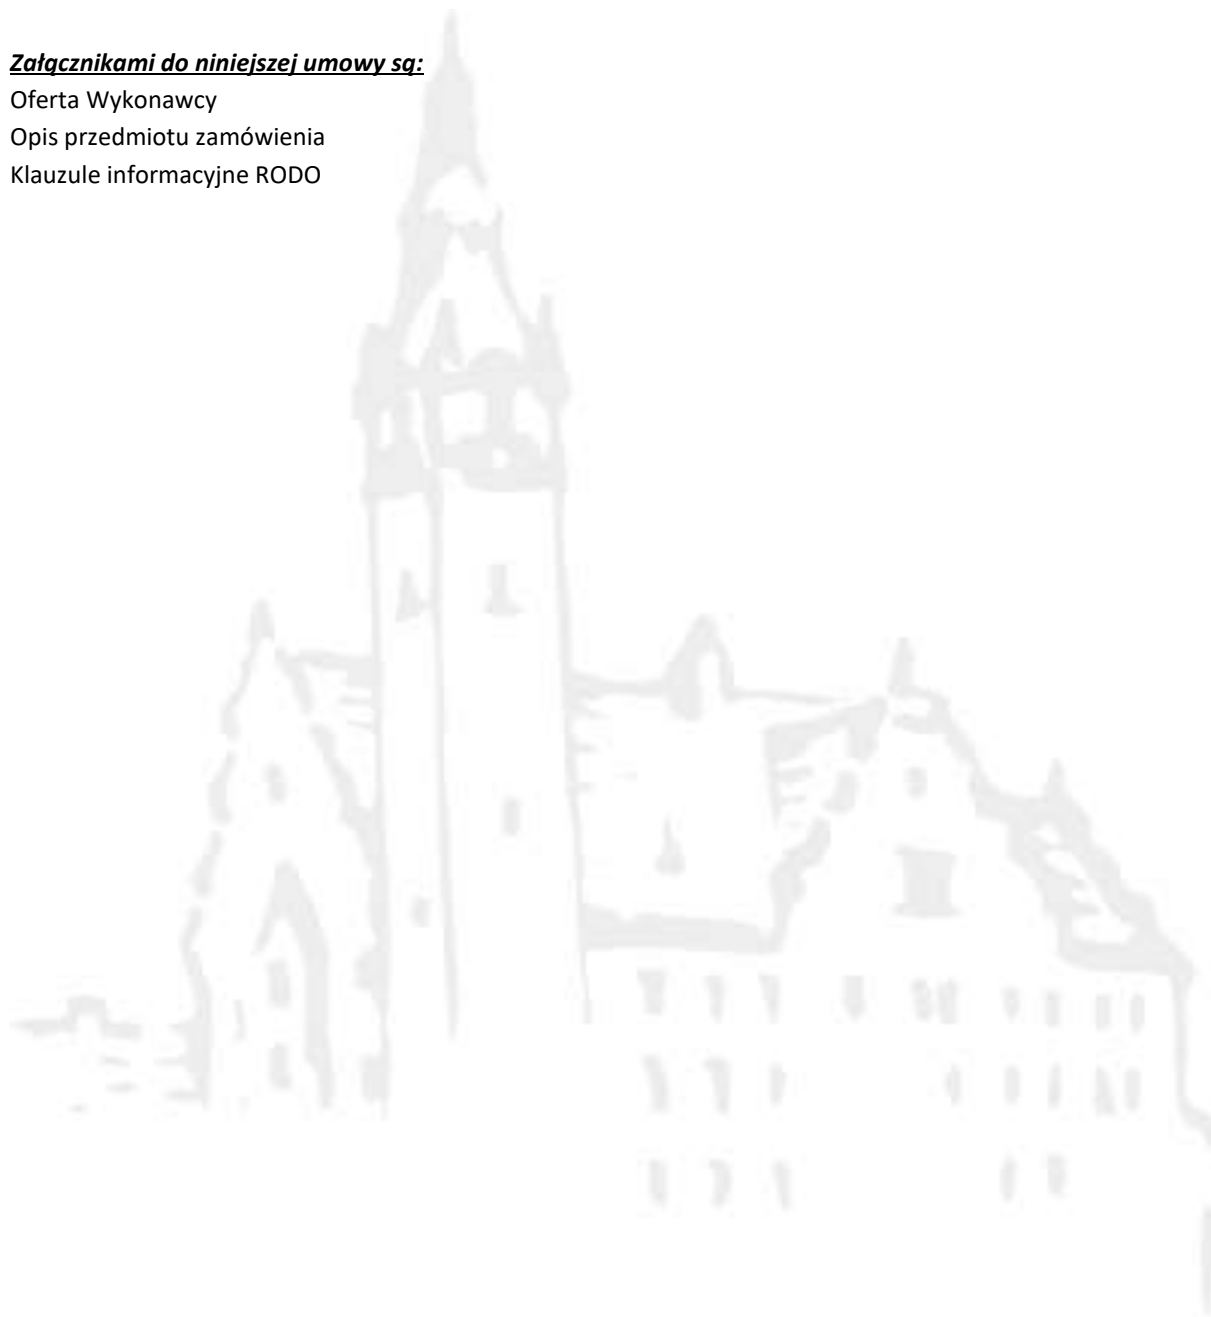 Załącznikami do niniejszej umowy są:
Oferta Wykonawcy
Opis przedmiotu zamówienia
Klauzule informacyjne RODO